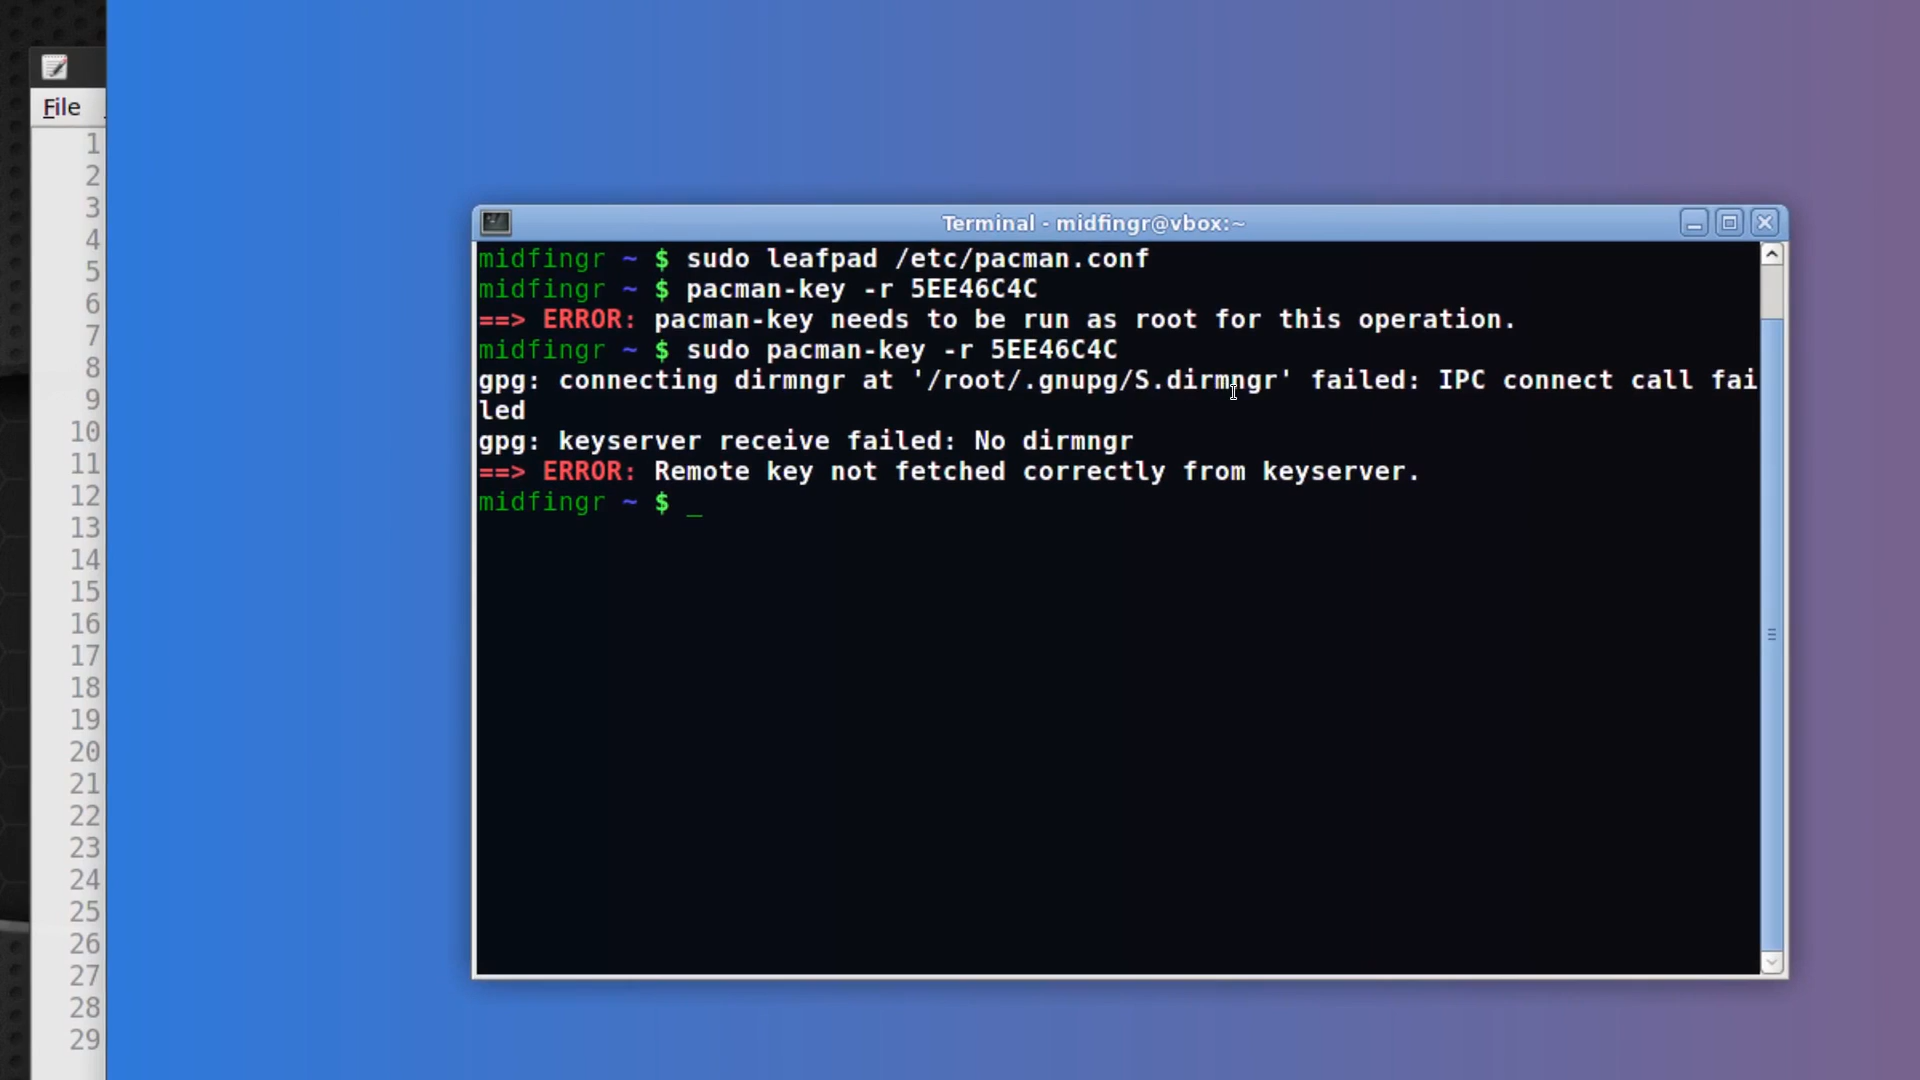 File
1
2
3
4
5
6
7
8
9
10
11
12
13
14
15
16
17
18
19
20
21
22
23
24
25
26
27
28
29
Terminal - midfingr@vbox:~
midfingr ~ $ sudo leafpad /etc/pacman.conf
midfingr ~ $ pacman-key -r 5EE46C4C
==> ERROR: pacman-key needs to be run as root for this operation.
midfingr ~ $ sudo pacman-key -r 5EE46C4C
gpg: connecting dirmngr at '/root/.gnupg/S.dirmngr' failed: IPC connect call fai
led
gpg: keyserver receive failed: No dirmngr
==> ERROR: Remote key not fetched correctly from keyserver.
midfingr ~ $ _